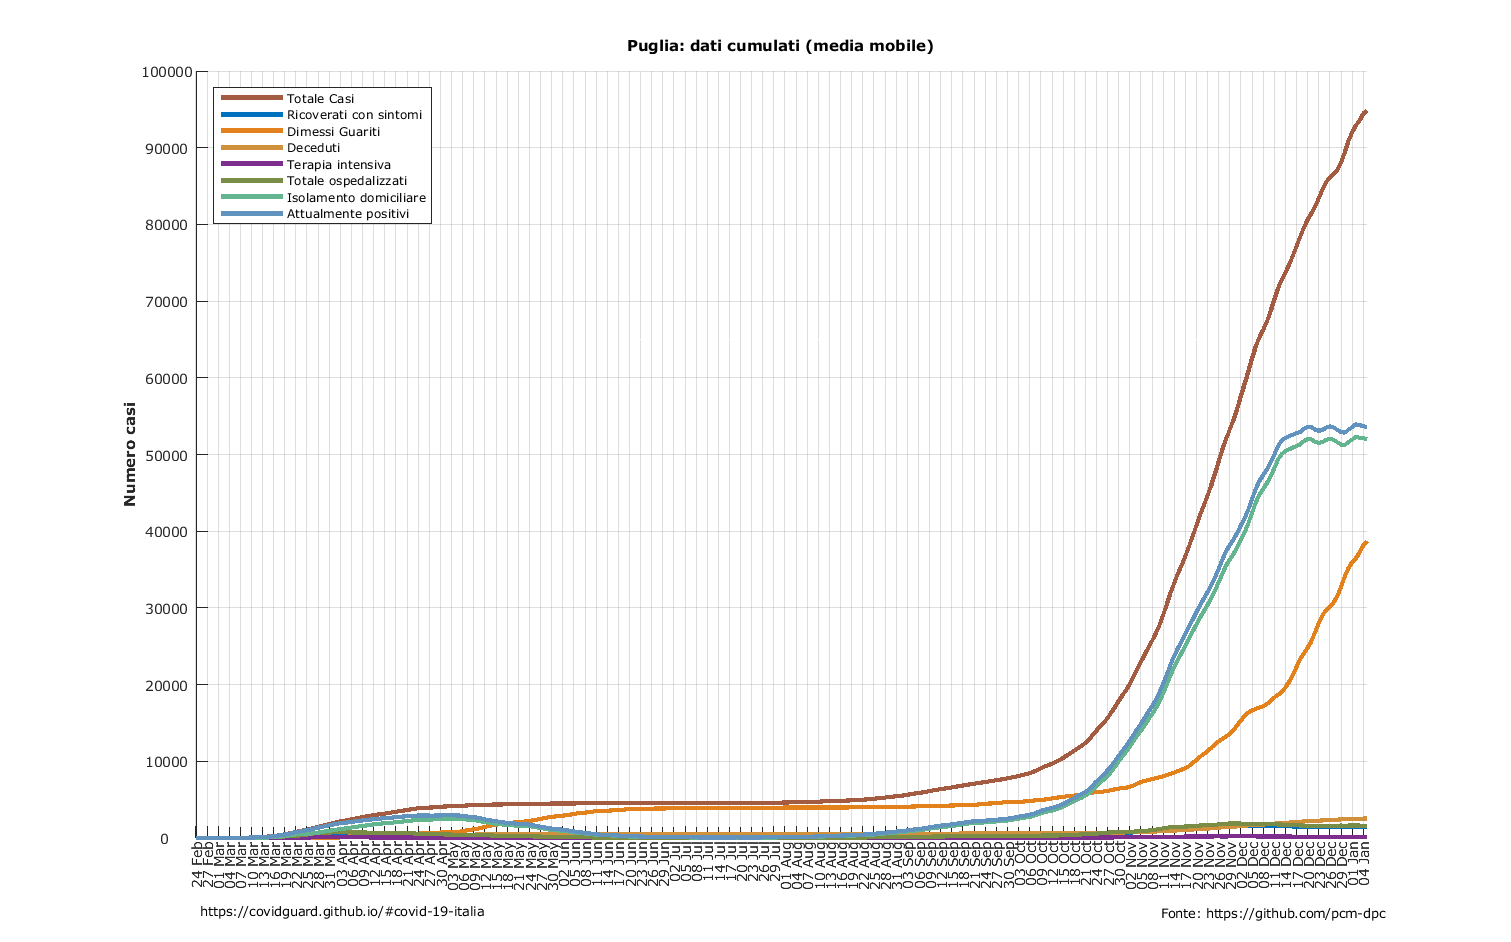 Puglia: dati cumulati (media mobile)
100000
90000
80000
70000
60000
50000
40000
30000
20000
10000
0
Numero casi
Totale Casi
Ricoverati con sintomi
Dimessi Guariti
Deceduti
Terapia intensiva
Totale ospedalizzati
Isolamento domiciliare
Attualmente positivi
24 Feb
27 Feb
01 Mar
04 Mar
07 Mar
10 Mar
13 Mar
16 Mar
19 Mar
22 Mar
25 Mar
28 Mar
31 Mar
03 Apr
06 Apr
09 Apr
12 Apr
15 Apr
18 Apr
21 Apr
24 Apr
27 Apr
30 Apr
03 May
06 May
09 May
12 May
15 May
18 May
21 May
24 May
27 May
30 May
02 Jun
05 Jun
08 Jun
11 Jun
14 Jun
17 Jun
20 Jun
23 Jun
26 Jun
29 Jun
02 Jul
05 Jul
08 Jul
11 Jul
14 Jul
17 Jul
20 Jul
23 Jul
26 Jul
29 Jul
01 Aug
04 Aug
07 Aug
10 Aug
13 Aug
16 Aug
19 Aug
22 Aug
25 Aug
28 Aug
31 Aug
03 Sep
06 Sep
09 Sep
12 Sep
15 Sep
18 Sep
21 Sep
24 Sep
27 Sep
30 Sep
03 Oct
06 Oct
09 Oct
12 Oct
15 Oct
18 Oct
21 Oct
24 Oct
27 Oct
30 Oct
02 Nov
05 Nov
08 Nov
11 Nov
14 Nov
17 Nov
20 Nov
23 Nov
26 Nov
29 Nov
02 Dec
05 Dec
08 Dec
11 Dec
14 Dec
17 Dec
20 Dec
23 Dec
26 Dec
29 Dec
01 Jan
04 Jan
https://covidguard.github.io/#covid-19-italia
Fonte: https://github.com/pcm-dpc